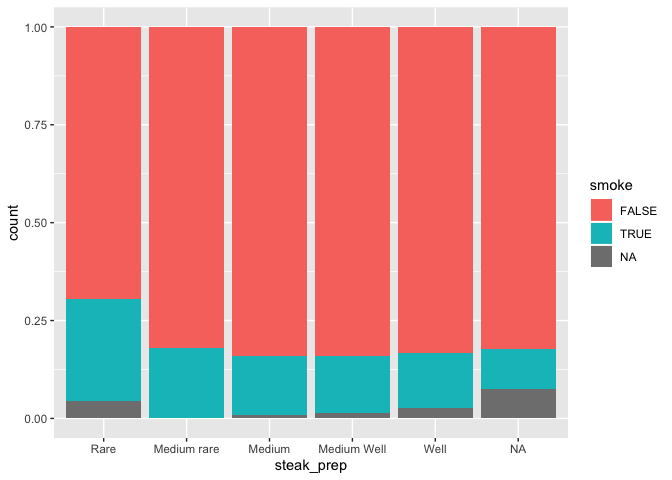 1.00
0.75
0.50
0.25
0.00
count
Rare Medium rare Medium Medium Well Well NA
steak_prep
smoke
FALSE
TRUE
NA